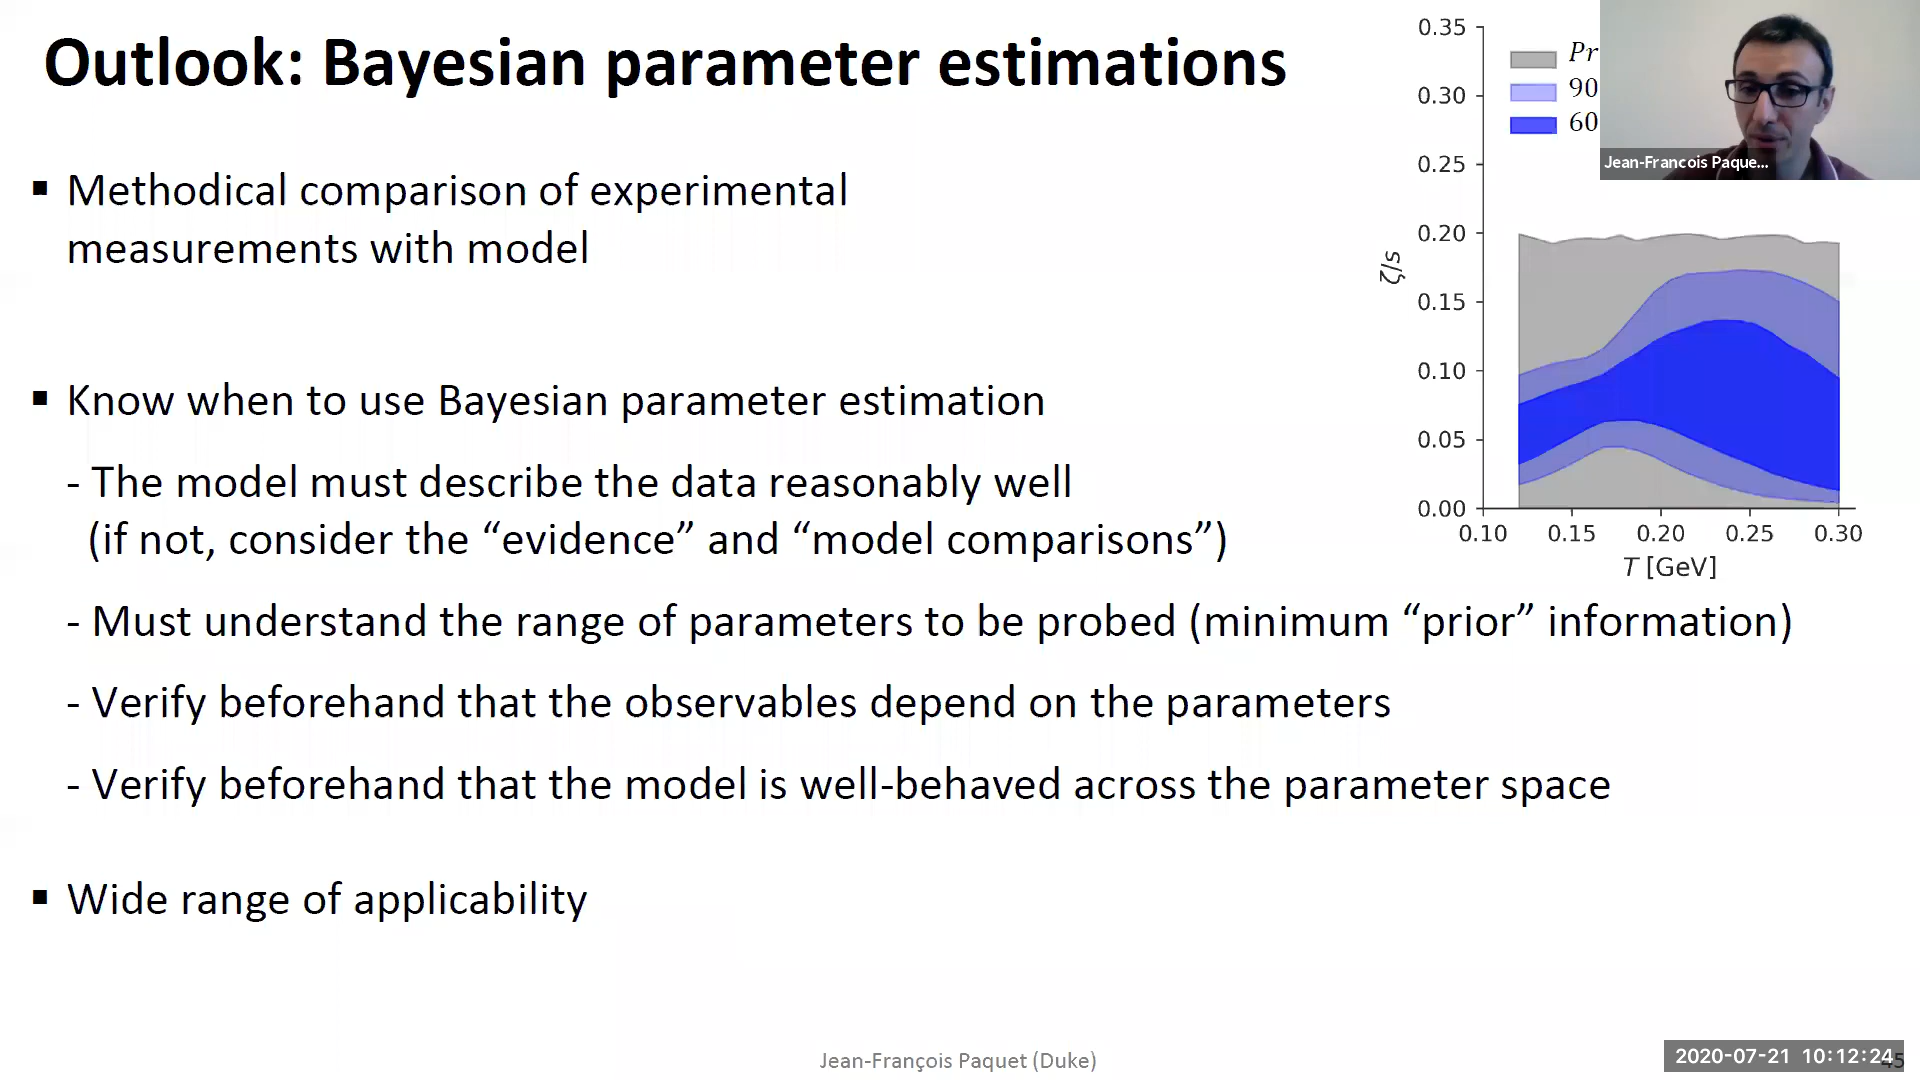 Outlook: Bayesian parameter estimations
▪ Methodical comparison of experimental
measurements with model
▪ Know when to use Bayesian parameter estimation
- The model must describe the data reasonably well
(if not, consider the “evidence” and “model comparisons”)
- Must understand the range of parameters to be probed (minimum “prior” information)
- Verify beforehand that the observables depend on the parameters
- Verify beforehand that the model is well-behaved across the parameter space
▪ Wide range of applicability
0.35
0.30
0.25
0.20
0.15
0.10
0.05
0.00
ζ/s
Pr
90
60
0.10 0.15 0.20 0.25 0.30
T [GeV]
Jean-Francois Paque...
Jean-François Paquet (Duke)
2020-07-21 10:12:24
45